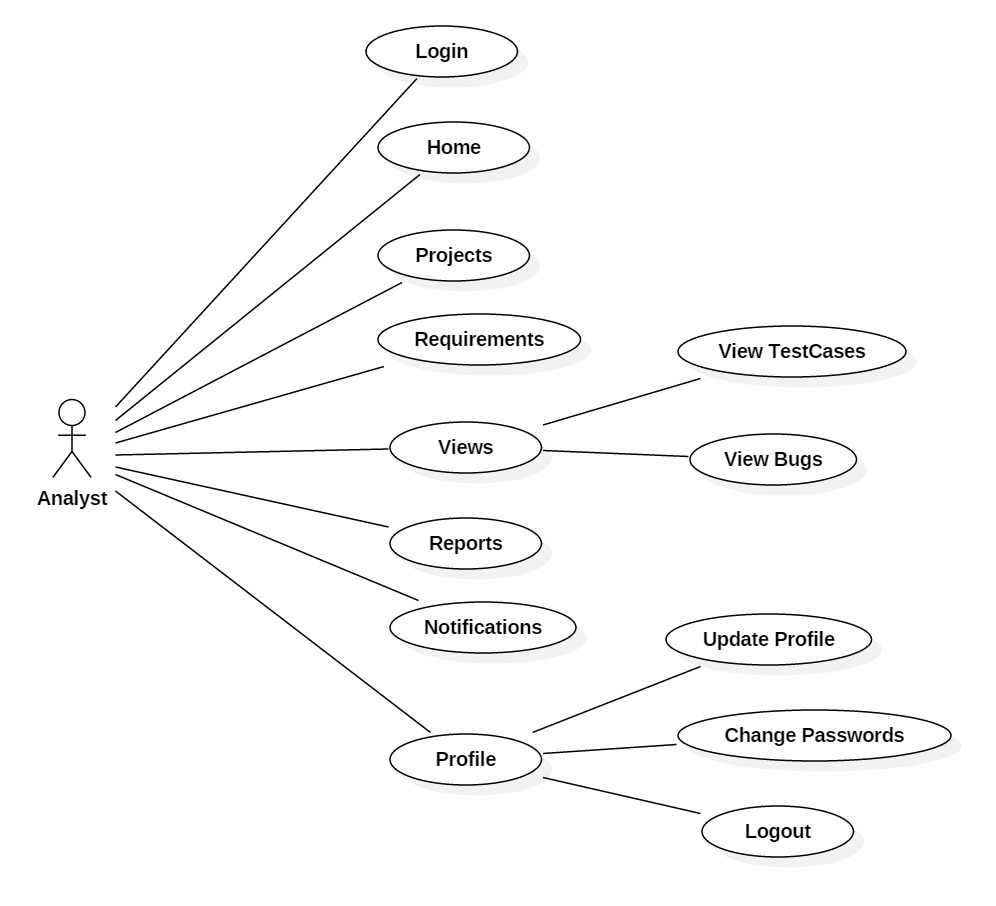 Login
Home
Projects
Requirements
View TestCases
Views
View Bugs
Analyst
Reports
Notifications
Update Profile
Change Passwords
Profile
Logout